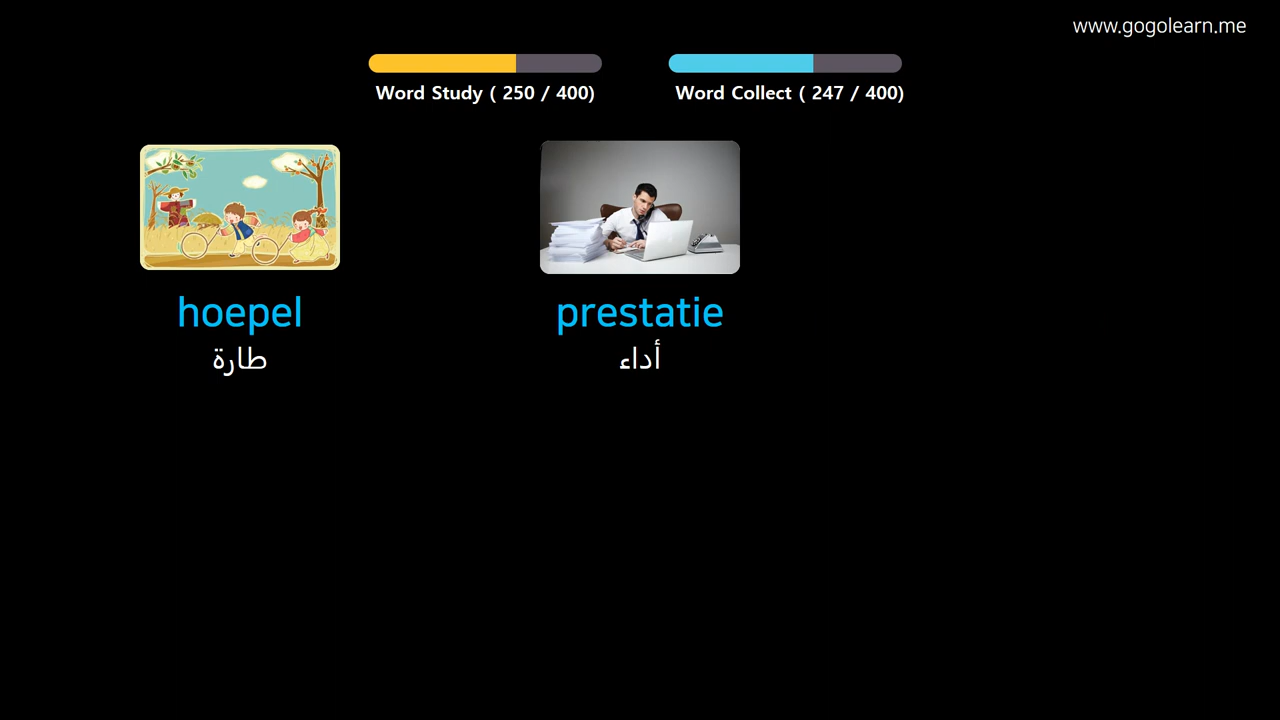 www.gogolearn.me
Word Study ( 250 / 400)
Word Collect ( 247 / 400)
hoepel
طارة
prestatie
أداء